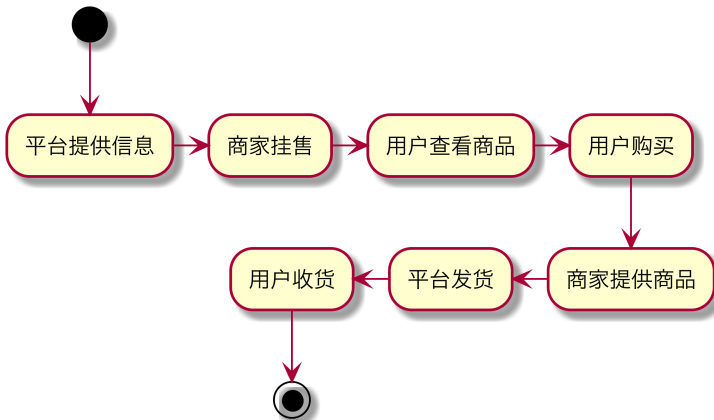 平台提供信息
商家挂售
用户查看商品
用户购买
商家提供商品
平台发货
用户收货